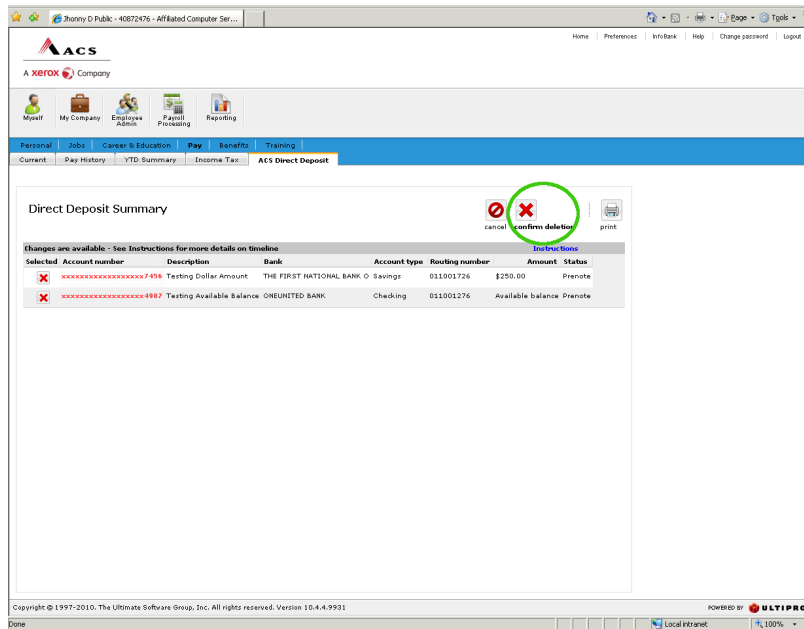 Jhonny D Public - 40872476 - Affiliated Computer Ser...
Page Tools
Home Preferences InfoBank Help Change password Logout
ACS
A xerox Company
Myself My Company Employee Admin Payroll Processing Reporting
Personal Jobs Career & Education Pay Benefits Training
Current Pay History YTD Summary Income Tax ACS Direct Deposit
Direct Deposit Summary
cancel confirm deletion print
Changes are available - See Instructions for more details on timeline Instructions
Selected Account number Description Bank Account type Routing number Amount Status
xxxxxxxxxxxxxxxxxx7456 Testing Dollar Amount THE FIRST NATIONAL BANK O Savings 011001726 $250.00 Prenote
xxxxxxxxxxxxxxxxxx4987 Testing Available Balance ONEUNITED BANK Checking 011001276 Available balance Prenote
Copyright © 1997-2010. The Ultimate Software Group, Inc. All rights reserved. Version 10.4.4.9931 POWERED BY ULTIPRO
Done Local intranet 100%